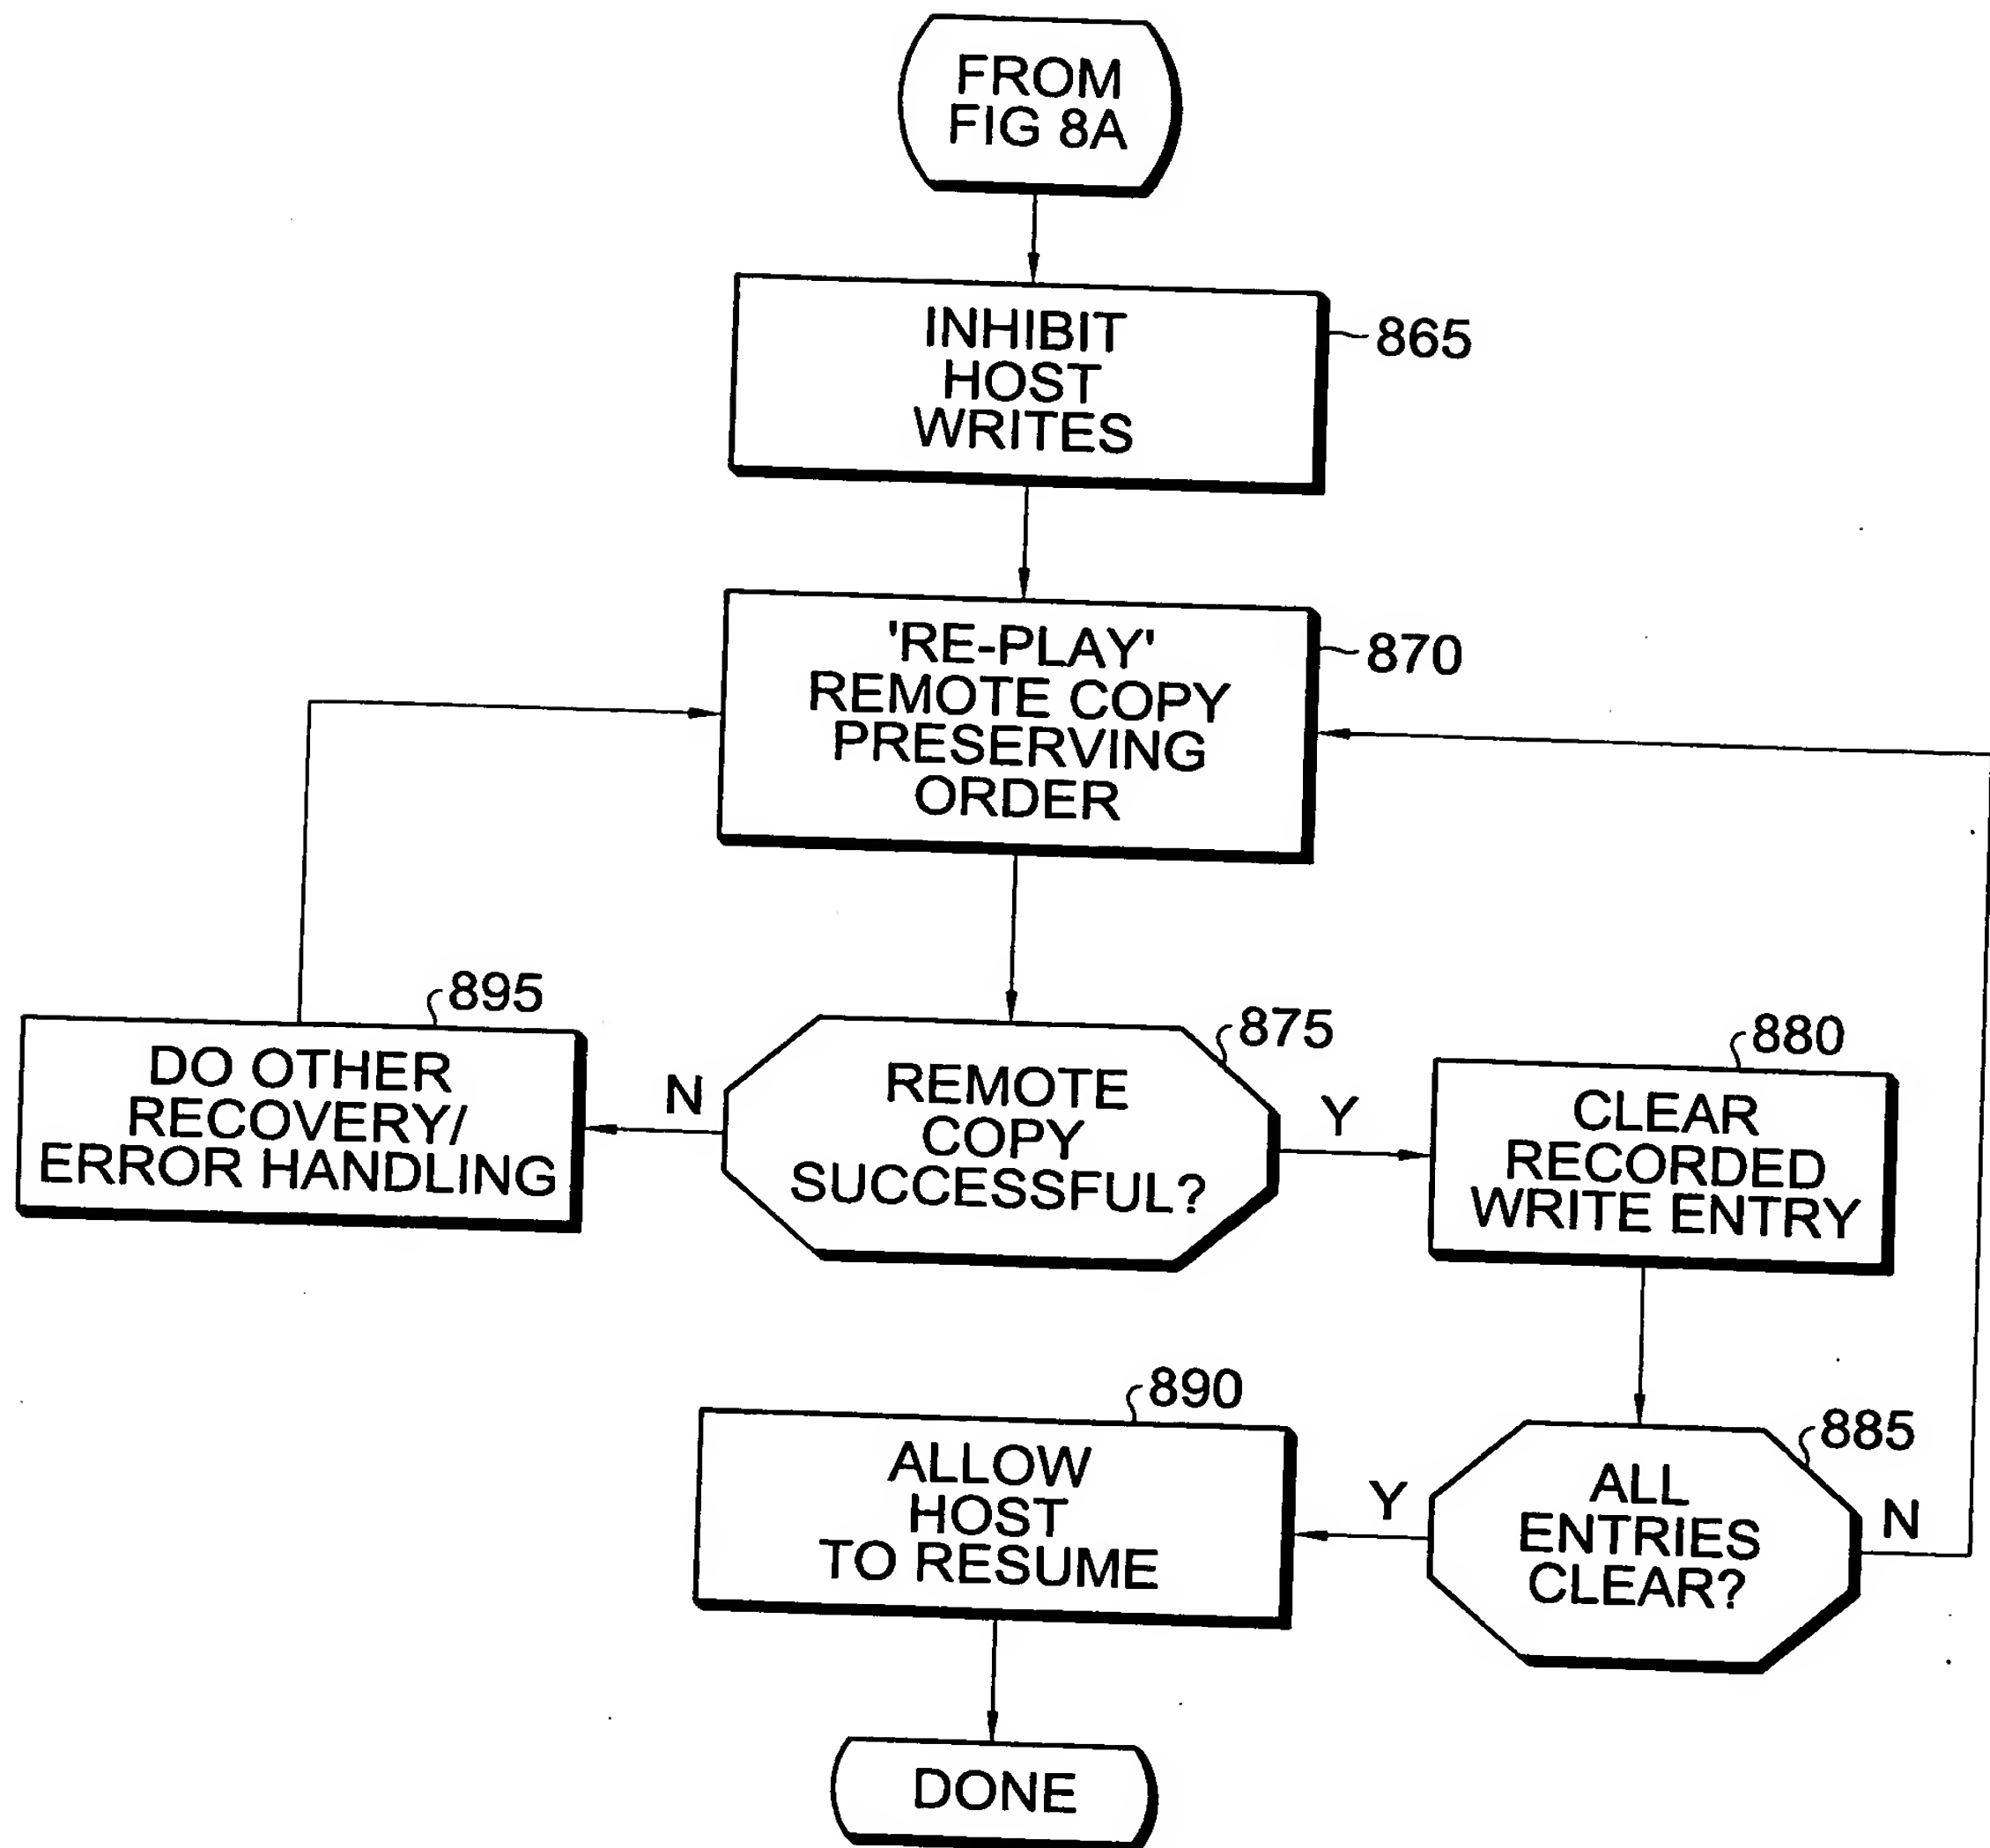 FROM
FIG 8A
INHIBIT
HOST
WRITES
865
'RE-PLAY'
REMOTE COPY
PRESERVING
ORDER
870
895
DO OTHER
RECOVERY/
ERROR HANDLING
N
875
REMOTE
COPY
SUCCESSFUL?
Y
880
CLEAR
RECORDED
WRITE ENTRY
890
ALLOW
HOST
TO RESUME
Y
885
ALL
ENTRIES
CLEAR?
N
DONE